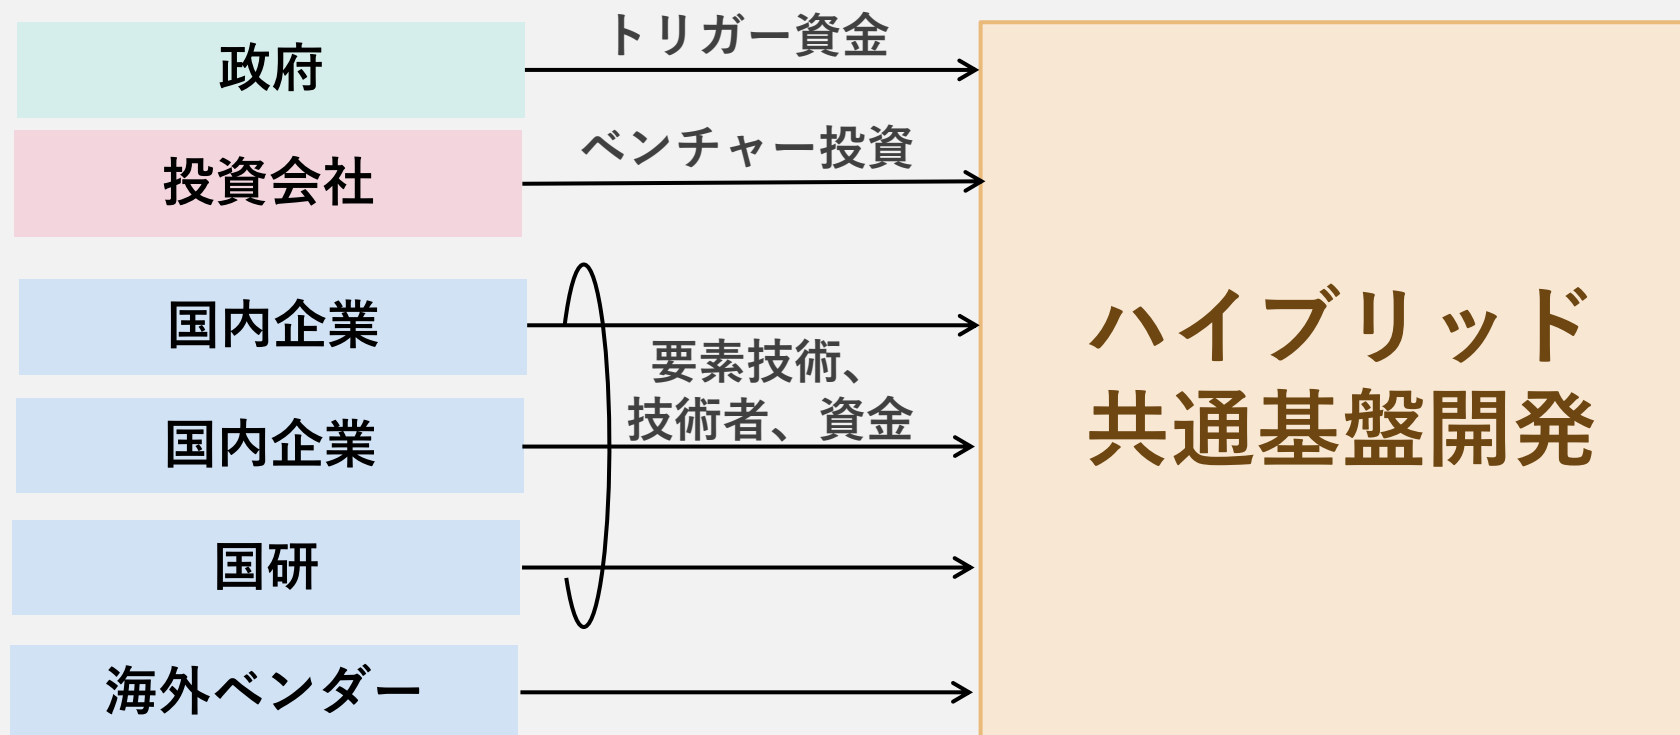 政府
トリガー資金
投資会社
ベンチャー投資
国内企業
要素技術、
技術者、資金
国内企業
国研
海外ベンダー
ハイブリッド
共通基盤開発